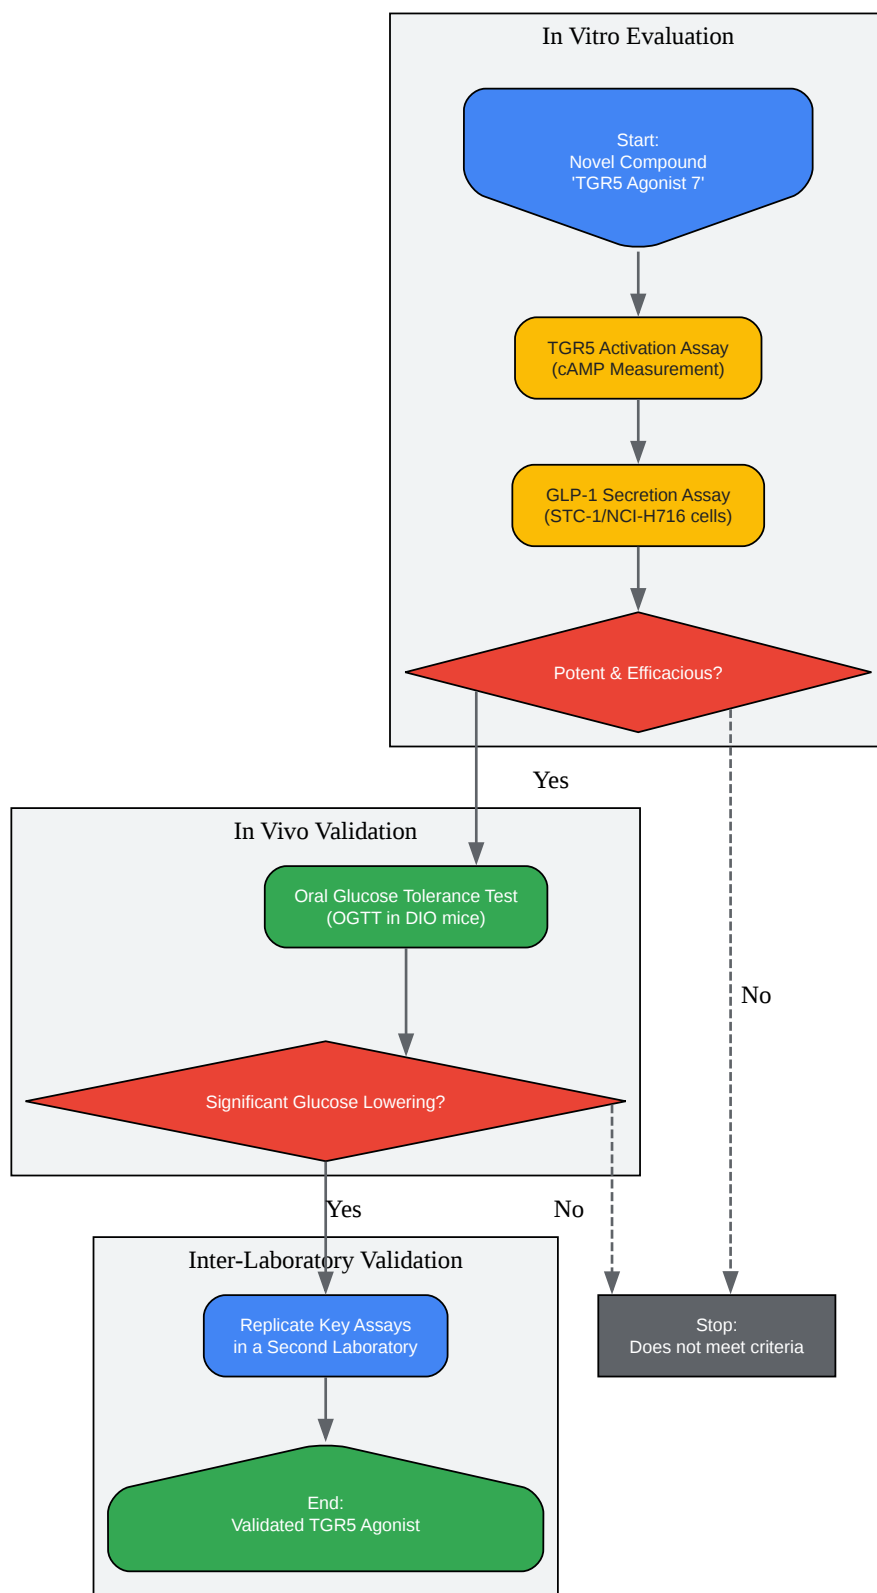 In Vitro Evaluation
Start:
Novel Compound
'TGR5 Agonist 7'
TGR5 Activation Assay
(cAMP Measurement)
GLP-1 Secretion Assay
(STC-1/NCI-H716 cells)
Potent & Efficacious?
Yes
In Vivo Validation
Oral Glucose Tolerance Test
(OGTT in DIO mice)
No
Significant Glucose Lowering?
Yes
No
Inter-Laboratory Validation
Replicate Key Assays
in a Second Laboratory
Stop:
Does not meet criteria
End:
Validated TGR5 Agonist